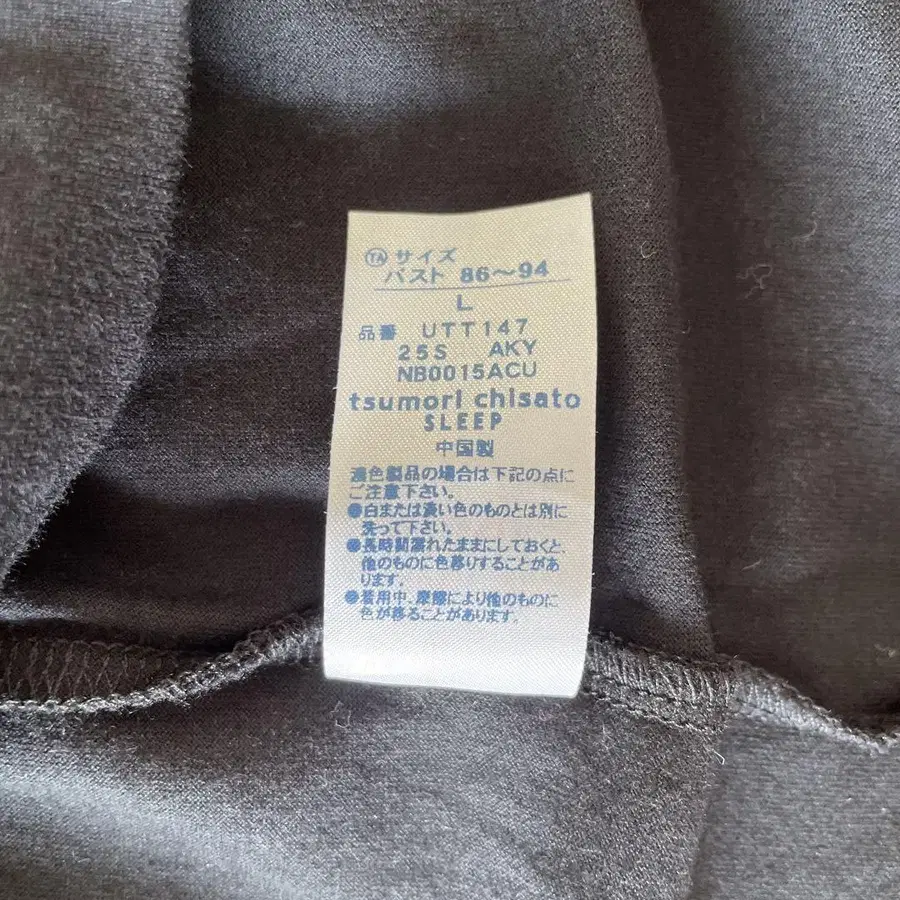 TA サイズ
バスト 86〜94
L
品番 UTT147
25S AKY
NB0015ACU
tsumori chisato
SLEEP
中国製
濃色製品の場合は下記の点に
ご注意下さい。
●白または淡い色のものとは別に
洗って下さい。
●長時間濡れたままにしておくと、
他のものに色移りすることがあ
ります。
●着用中、摩擦により他のものに
色が移ることがあります。